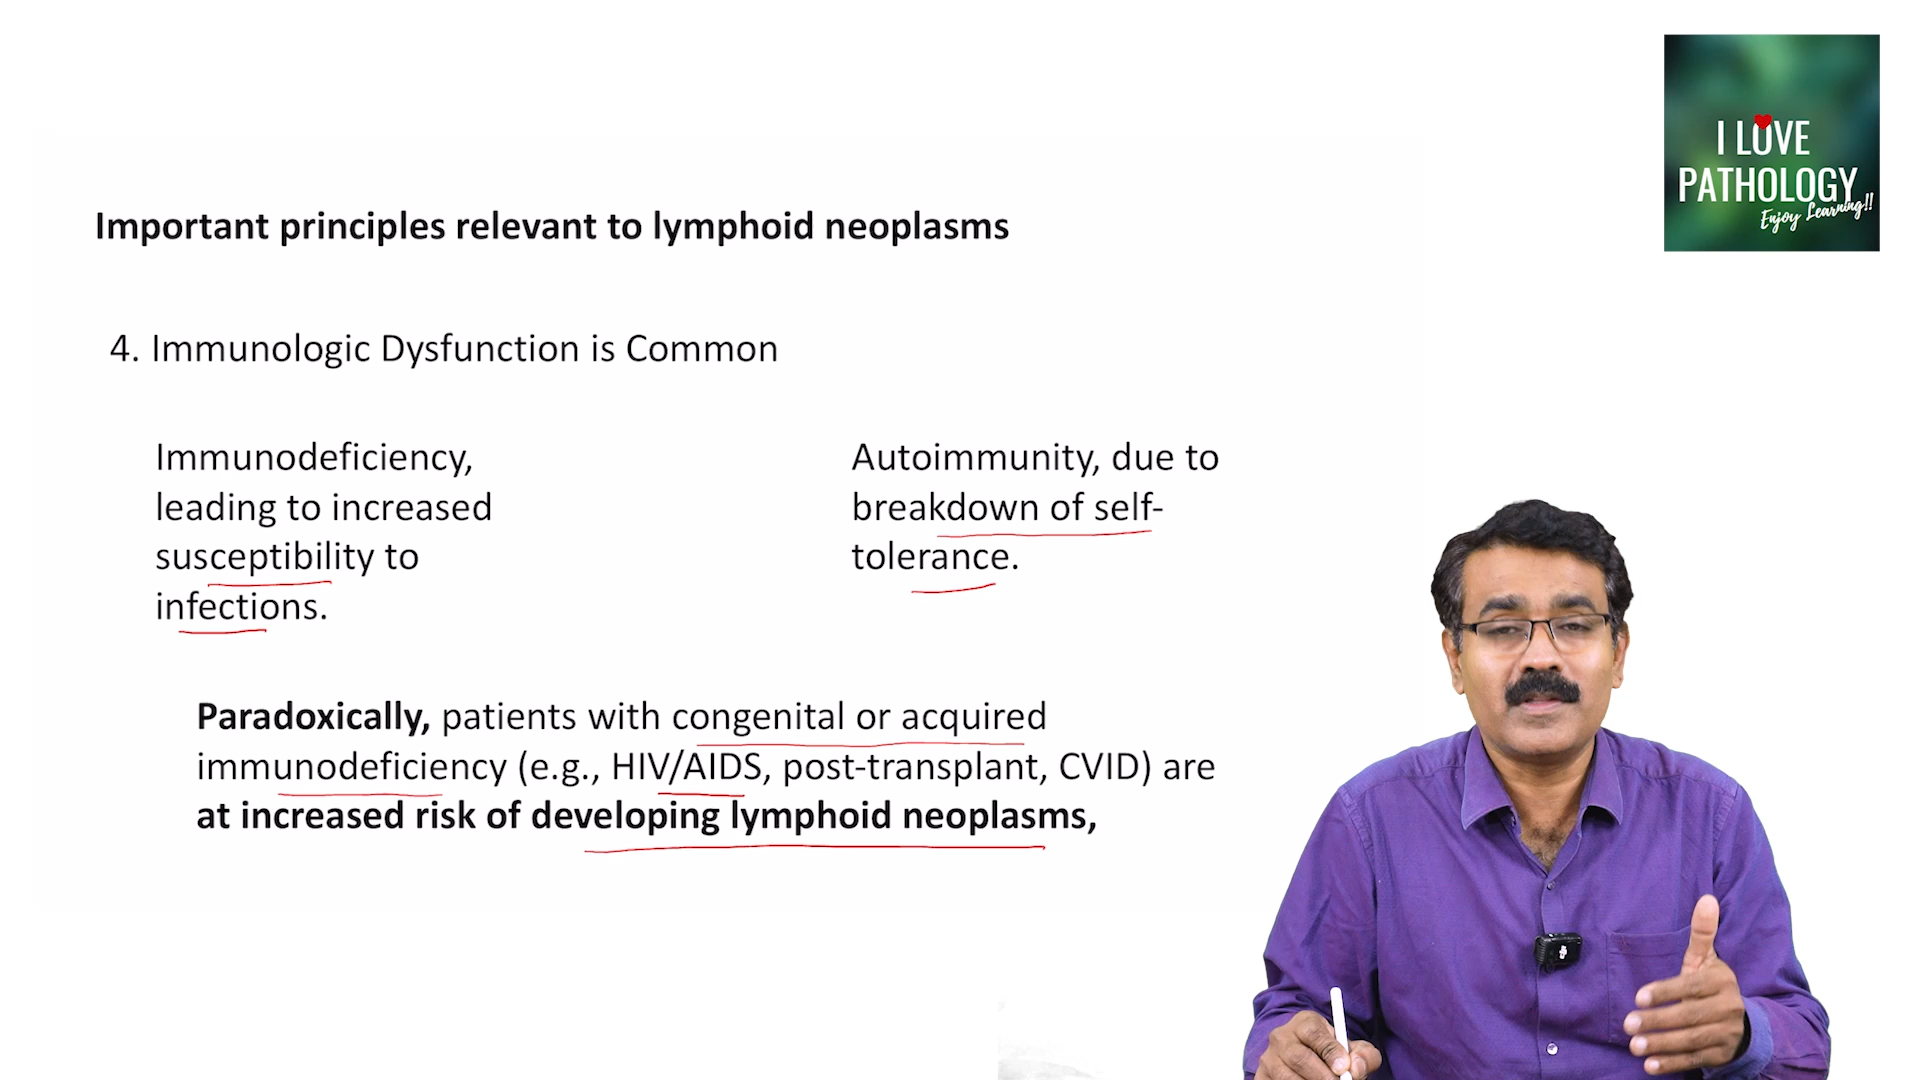 I LOVE
PATHOLOGY
Enjoy Learning!!
Important principles relevant to lymphoid neoplasms
4. Immunologic Dysfunction is Common
Immunodeficiency,
leading to increased
susceptibility to
infections.
Autoimmunity, due to
breakdown of self-
tolerance.
Paradoxically, patients with congenital or acquired
immunodeficiency (e.g., HIV/AIDS, post-transplant, CVID) are
at increased risk of developing lymphoid neoplasms,